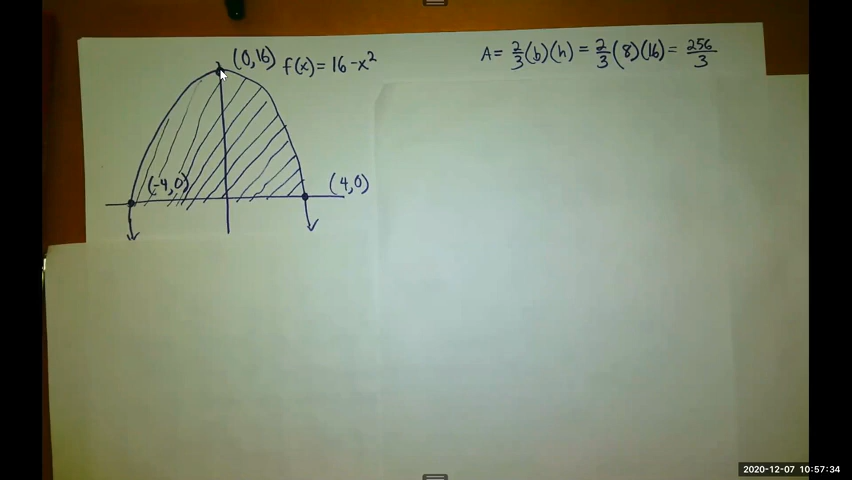 (0,16) f(x) = 16 - x²
A = 2/3 (b)(h) = 2/3 (8)(16) = 256/3
(-4,0)
(4,0)
2020-12-07 10:57:34